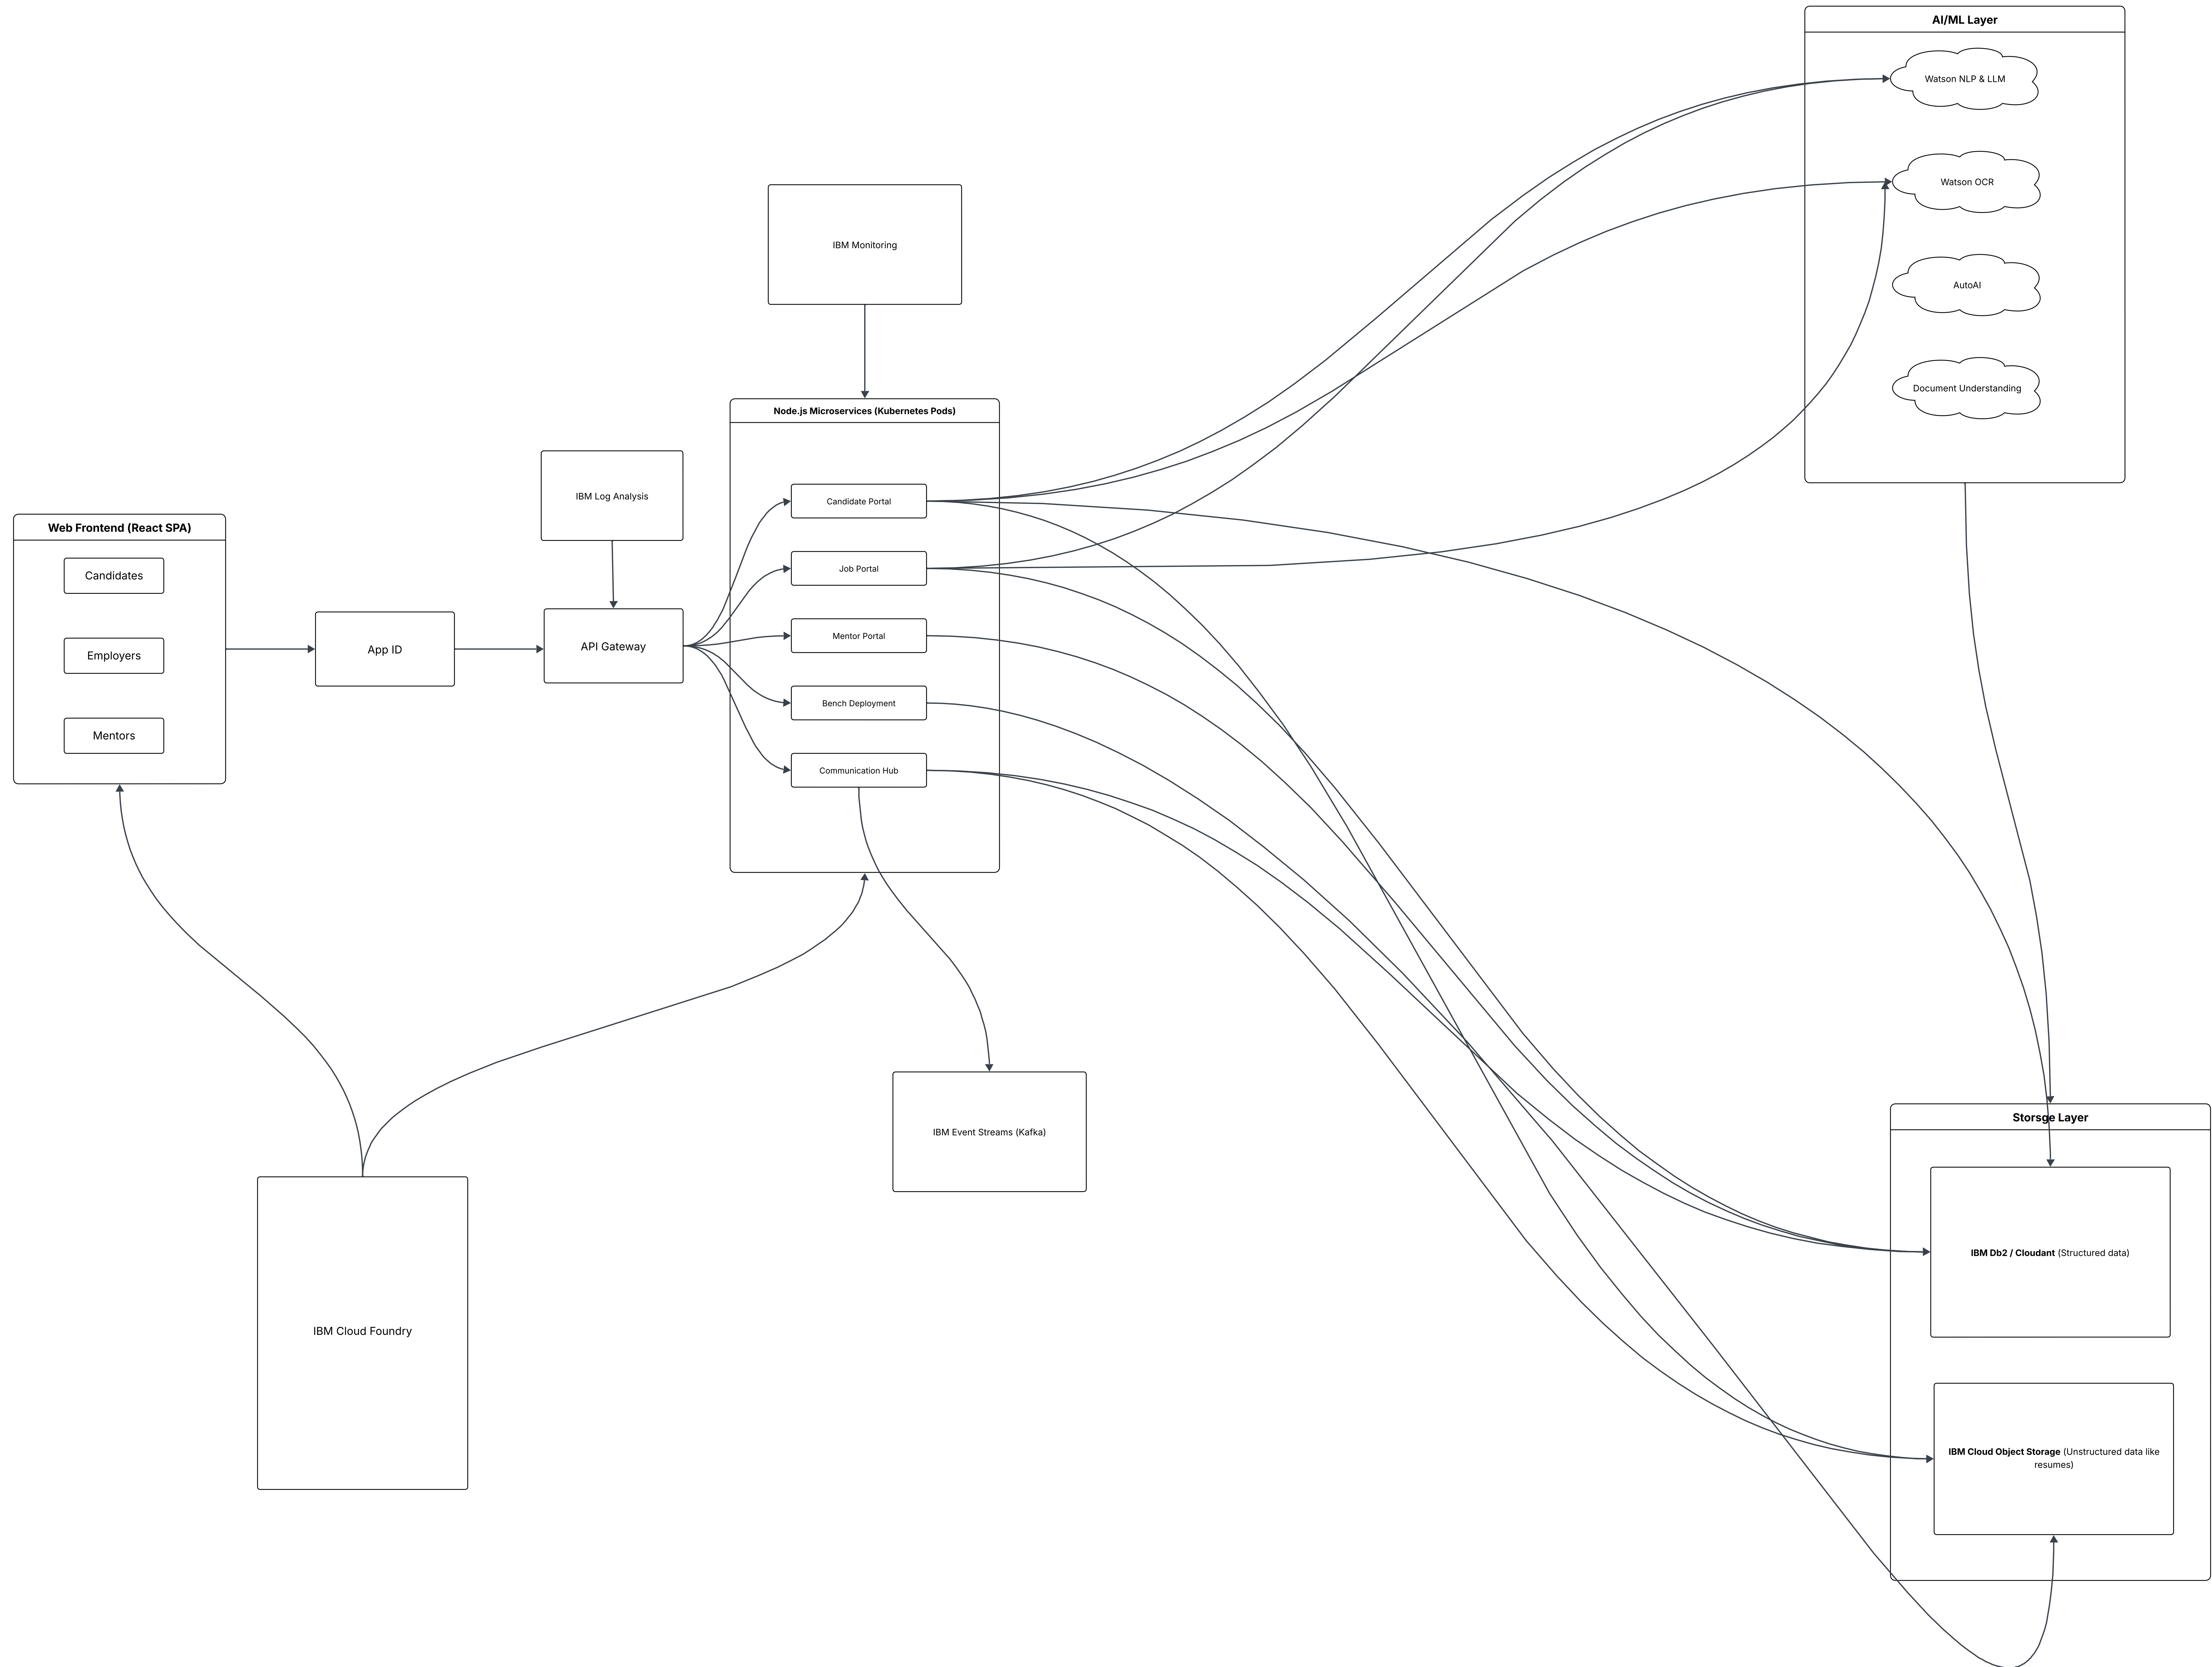 AI/ML Layer
Watson NLP & LLM
Watson OCR
AutoAI
Document Understanding
IBM Monitoring
Node.js Microservices (Kubernetes Pods)
Candidate Portal
Job Portal
Mentor Portal
Bench Deployment
Communication Hub
IBM Log Analysis
Web Frontend (React SPA)
Candidates
Employers
Mentors
App ID
API Gateway
IBM Event Streams (Kafka)
IBM Cloud Foundry
Storsge Layer
IBM Db2 / Cloudant (Structured data)
IBM Cloud Object Storage (Unstructured data like
resumes)